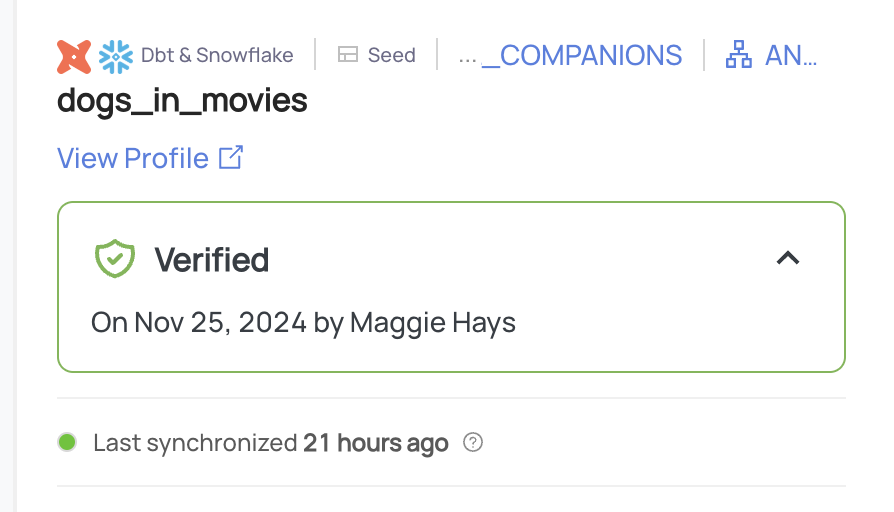 Dbt & Snowflake Seed ..._COMPANIONS AN...
dogs_in_movies
View Profile
Verified
On Nov 25, 2024 by Maggie Hays
Last synchronized 21 hours ago ?